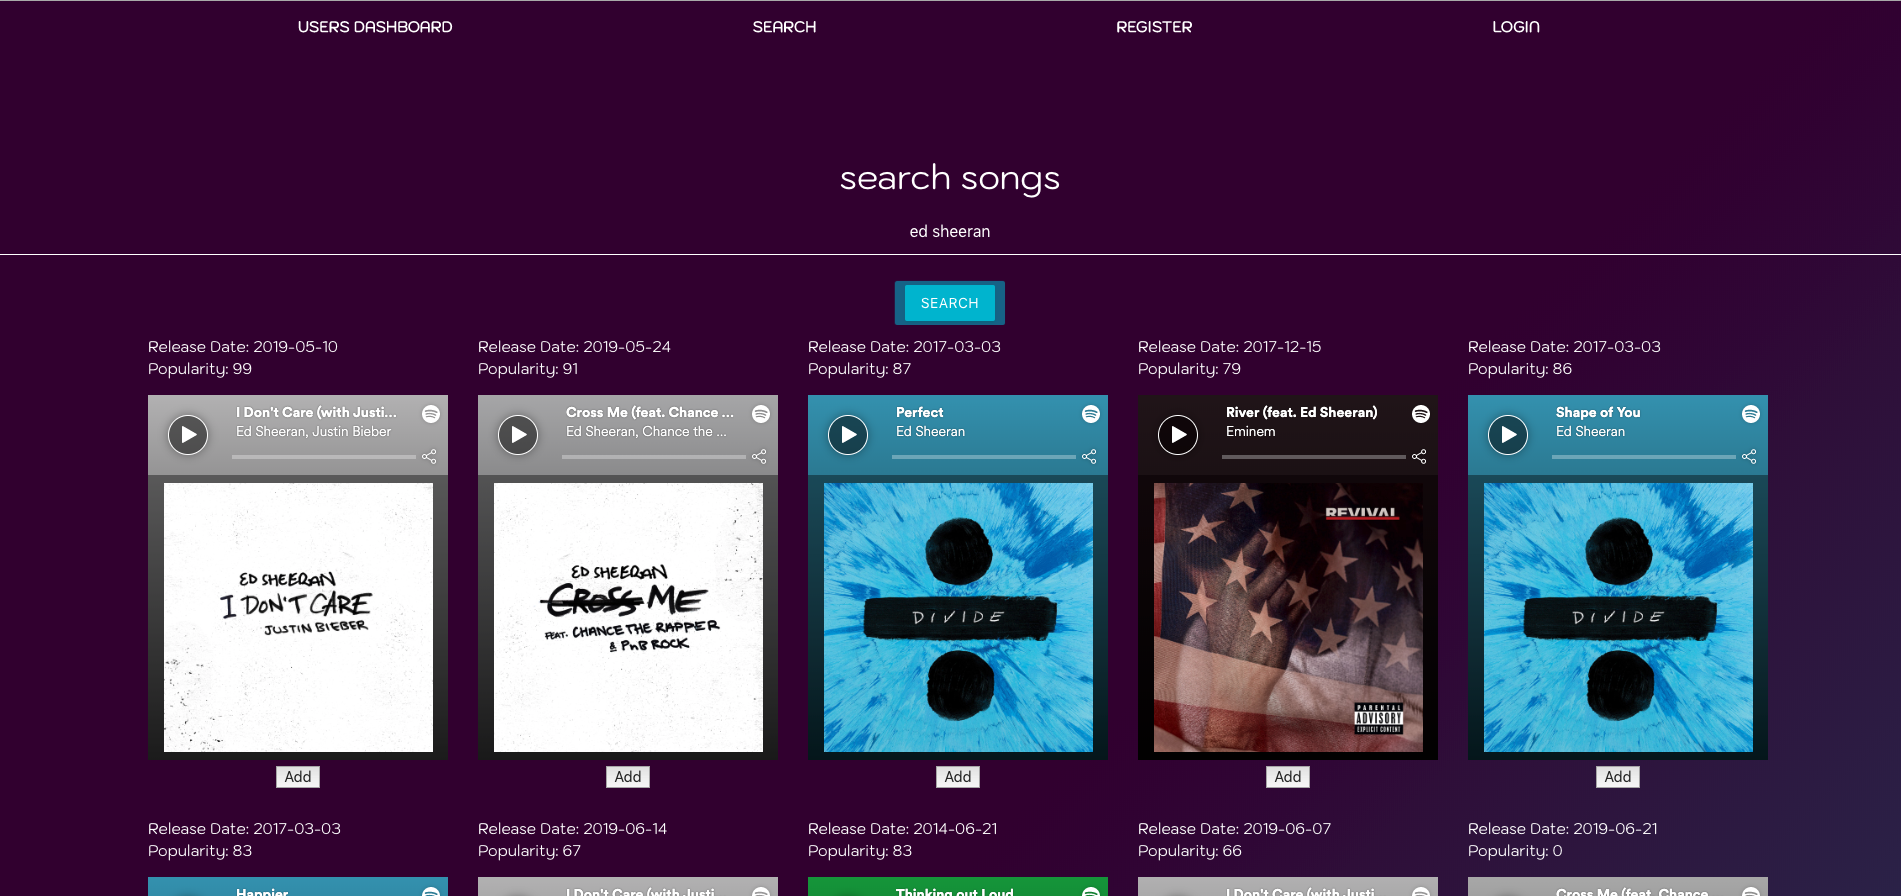 USERS DASHBOARD
SEARCH
REGISTER
LOGIN
search songs
ed sheeran
SEARCH
Release Date: 2019-05-10
Popularity: 99
I Don't Care (with Justi...
Ed Sheeran, Justin Bieber
ED SHEERAN
I DON'T CARE
JUSTIN BIEBER
Add
Release Date: 2019-05-24
Popularity: 91
Cross Me (feat. Chance ...
Ed Sheeran, Chance the ...
ED SHEERAN
CROSS ME
FEAT. CHANCE THE RAPPER
& PnB ROCK
Add
Release Date: 2017-03-03
Popularity: 87
Perfect
Ed Sheeran
DIVIDE
Add
Release Date: 2017-12-15
Popularity: 79
River (feat. Ed Sheeran)
Eminem
REVIVAL
PARENTAL
ADVISORY
EXPLICIT CONTENT
Add
Release Date: 2017-03-03
Popularity: 86
Shape of You
Ed Sheeran
DIVIDE
Add
Release Date: 2017-03-03
Popularity: 83
Happier
Release Date: 2019-06-14
Popularity: 67
I Don't Care (with Justi...
Release Date: 2014-06-21
Popularity: 83
Thinking out Loud
Release Date: 2019-06-07
Popularity: 66
I Don't Care (with Justi...
Release Date: 2019-06-21
Popularity: 0
Cross Me (feat. Chance ...